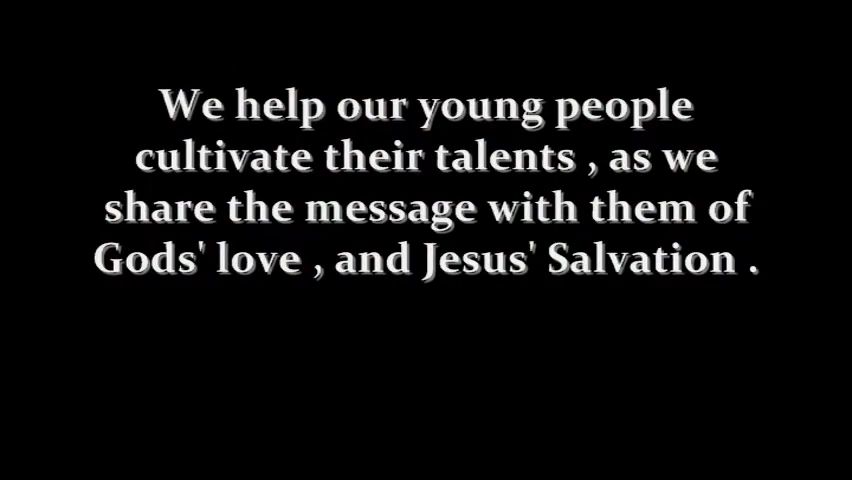 We help our young people
cultivate their talents , as we
share the message with them of
Gods' love , and Jesus' Salvation .